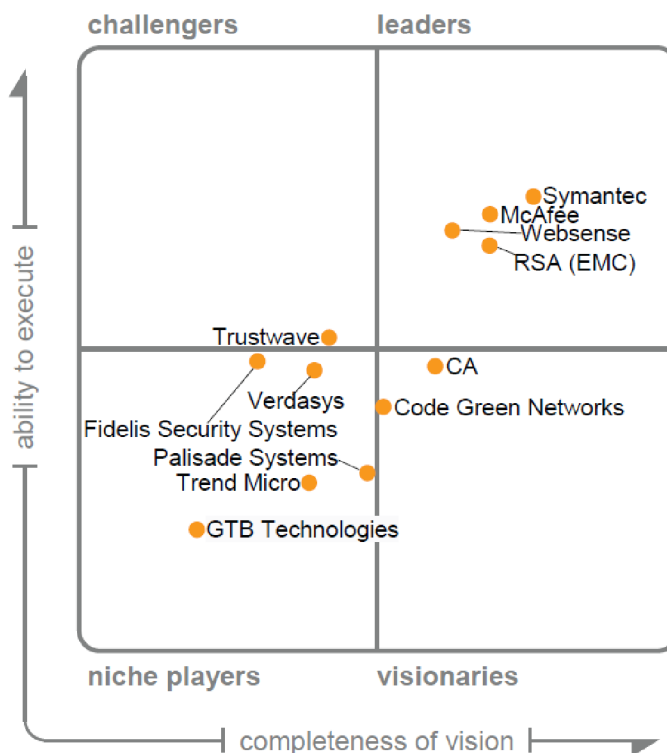 challengers
leaders
ability to execute
Symantec
McAfee
Websense
RSA (EMC)
Trustwave
CA
Verdasys
Code Green Networks
Fidelis Security Systems
Palisade Systems
Trend Micro
GTB Technologies
niche players
visionaries
completeness of vision